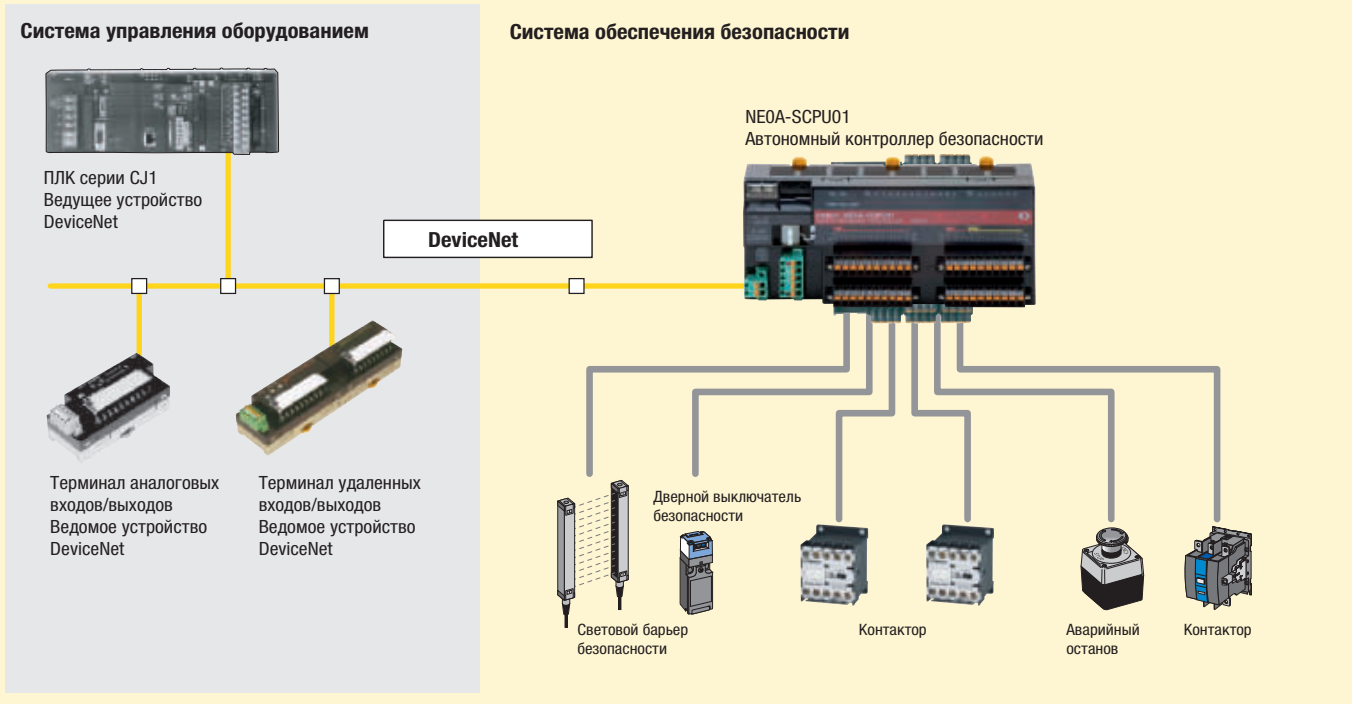 Система управления оборудованием
Система обеспечения безопасности
NE0A-SCPU01
Автономный контроллер безопасности
ПЛК серии CJ1
Ведущее устройство
DeviceNet
DeviceNet
Терминал аналоговых
входов/выходов
Ведомое устройство
DeviceNet
Терминал удаленных
входов/выходов
Ведомое устройство
DeviceNet
Дверной выключатель
безопасности
Световой барьер
безопасности
Контактор
Аварийный
останов
Контактор